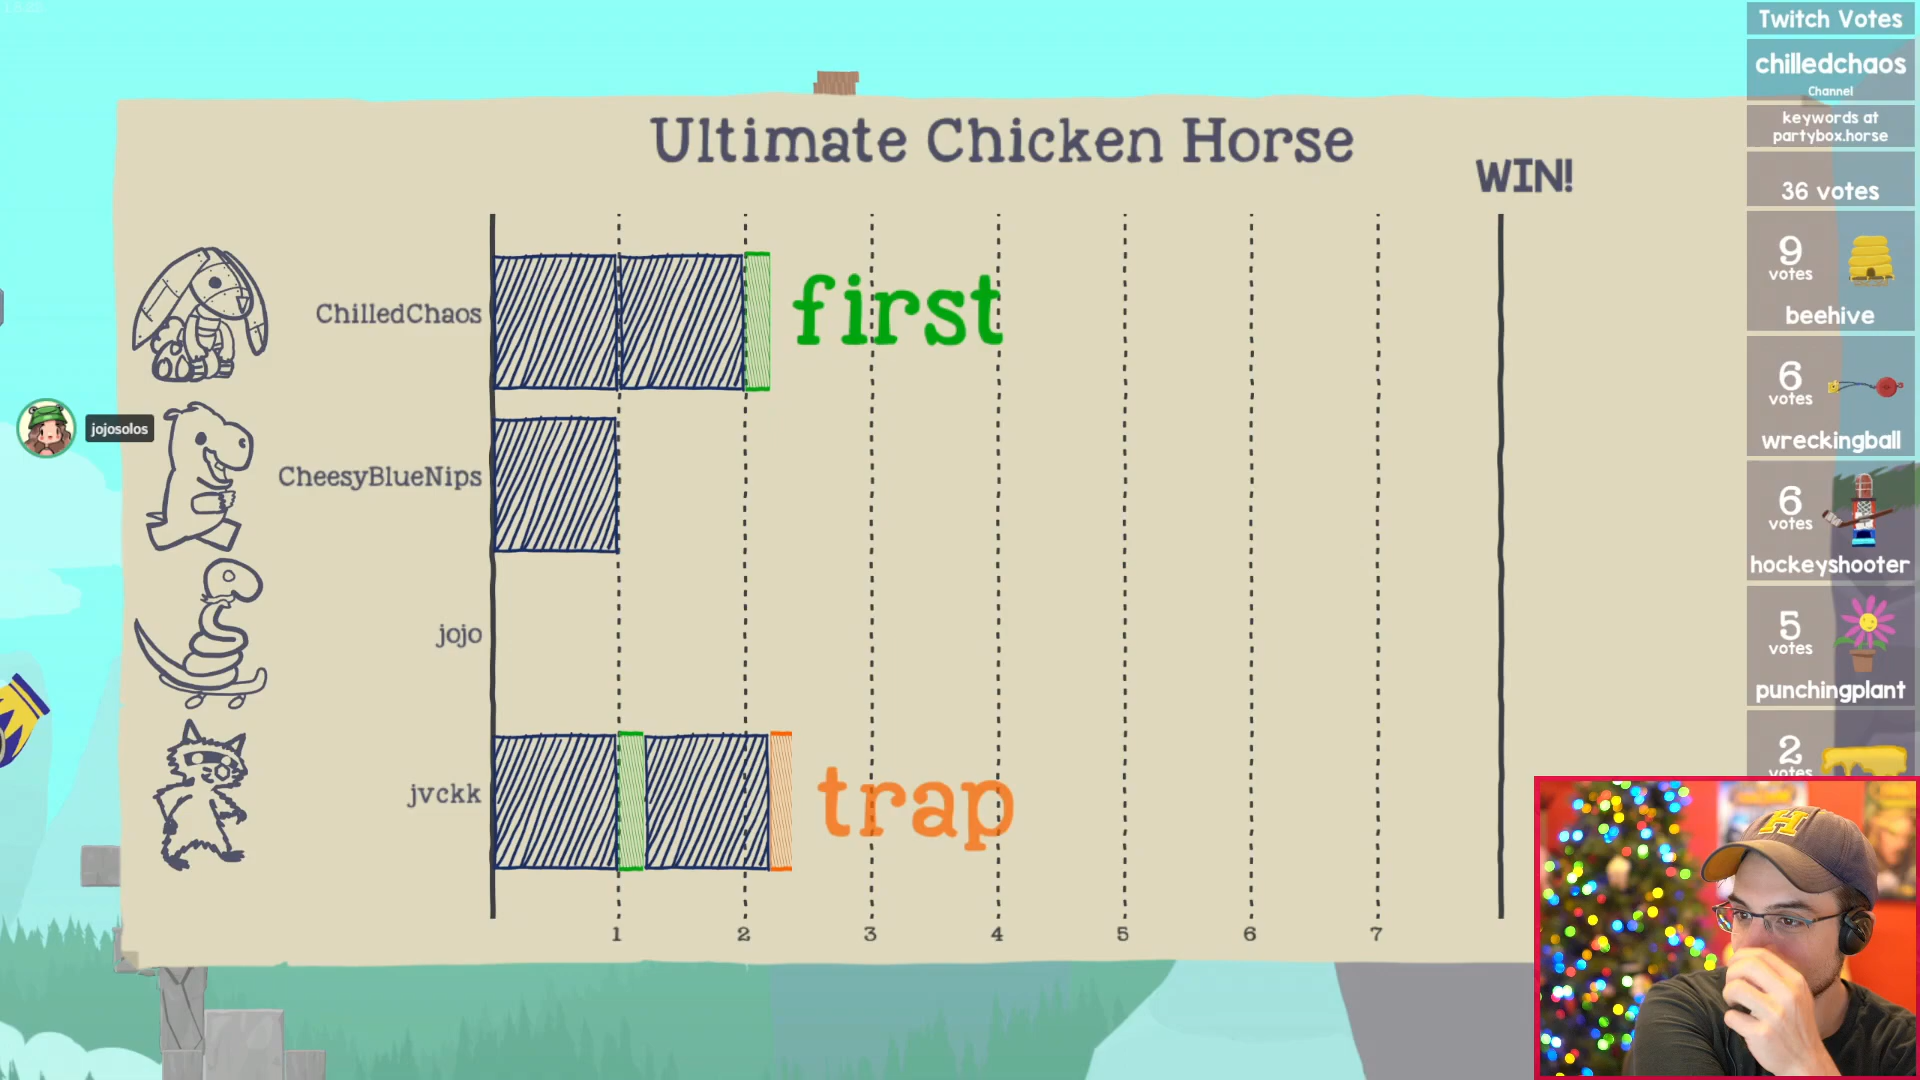 Ultimate Chicken Horse
WIN!
ChilledChaos
first
jojosolos
CheesyBlueNips
jojo
jvckk
trap
1 2 3 4 5 6 7
Twitch Votes
chilledchaos
Channel
keywords at
partybox.horse
36 votes
9
votes
beehive
6
votes
wreckingball
6
votes
hockeyshooter
5
votes
punchingplant
2
votes
H